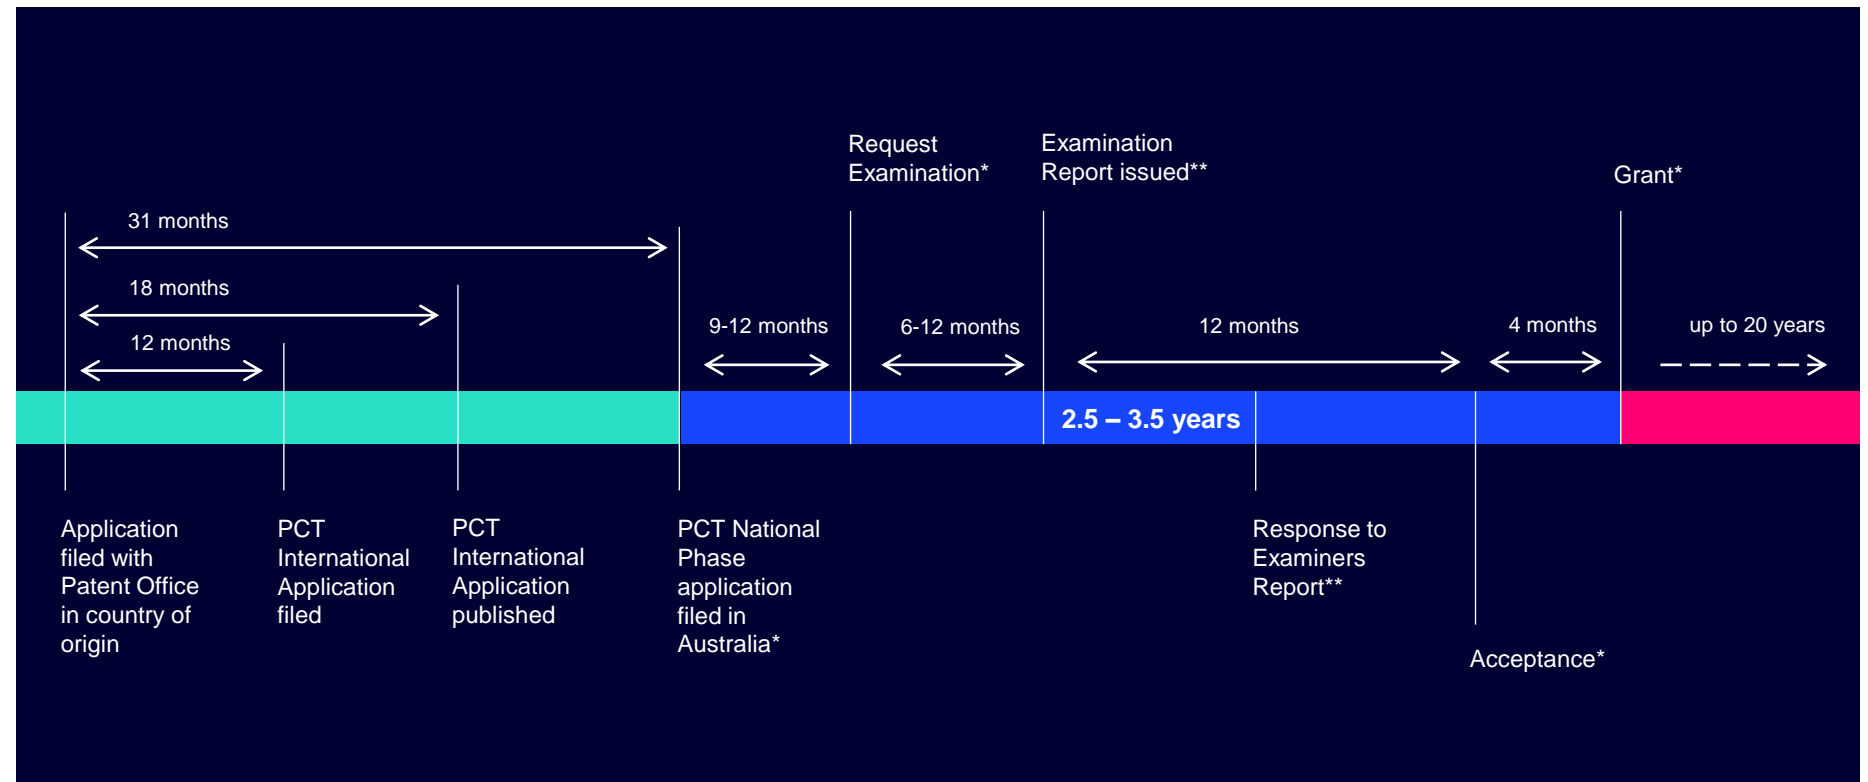 Request
Examination*
Examination
Report issued**
Grant*
31 months
18 months
12 months
9-12 months
6-12 months
12 months
4 months
up to 20 years
2.5 – 3.5 years
Application
filed with
Patent Office
in country of
origin
PCT
International
Application
filed
PCT
International
Application
published
PCT National
Phase
application
filed in
Australia*
Response to
Examiners
Report**
Acceptance*